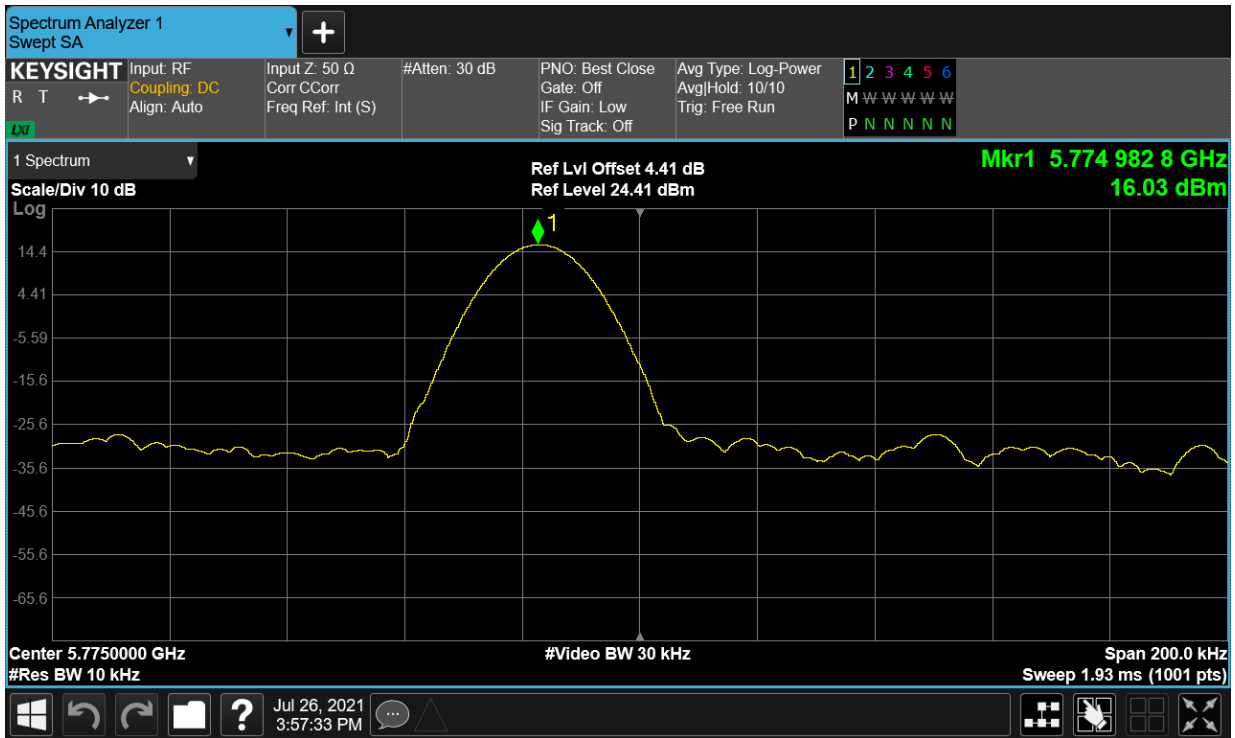 Spectrum Analyzer 1
Swept SA
KEYSIGHT
R T
LXI
Input: RF
Coupling: DC
Align: Auto
Input Z: 50 Ω
Corr CCorr
Freq Ref: Int (S)
#Atten: 30 dB
PNO: Best Close
Gate: Off
IF Gain: Low
Sig Track: Off
Avg Type: Log-Power
Avg|Hold: 10/10
Trig: Free Run
1 2 3 4 5 6
M W W W W W
P N N N N N
1 Spectrum
Scale/Div 10 dB
Log
Ref Lvl Offset 4.41 dB
Ref Level 24.41 dBm
Mkr1 5.774 982 8 GHz
16.03 dBm
1
14.4
4.41
-5.59
-15.6
-25.6
-35.6
-45.6
-55.6
-65.6
Center 5.7750000 GHz
#Res BW 10 kHz
#Video BW 30 kHz
Span 200.0 kHz
Sweep 1.93 ms (1001 pts)
?
Jul 26, 2021
3:57:33 PM